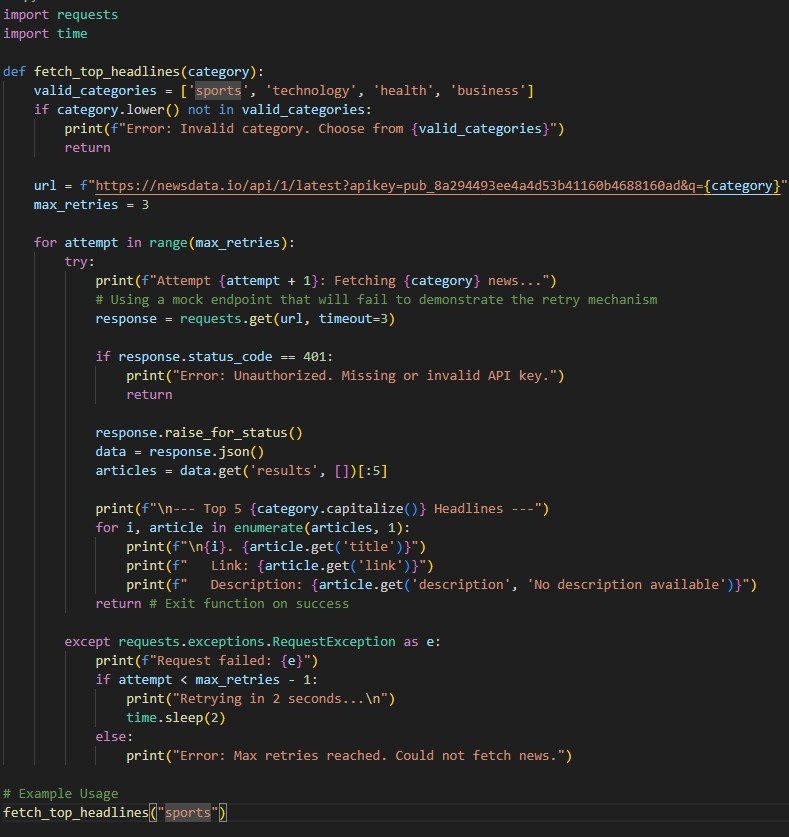 import requests
import time
def fetch_top_headlines(category):
    valid_categories = ['sports', 'technology', 'health', 'business']
    if category.lower() not in valid_categories:
        print(f"Error: Invalid category. Choose from {valid_categories}")
        return
    url = f"https://newsdata.io/api/1/latest?apikey=pub_8a294493ee4a4d53b41160b4688160ad&q={category}"
    max_retries = 3
    for attempt in range(max_retries):
        try:
            print(f"Attempt {attempt + 1}: Fetching {category} news...")
            # Using a mock endpoint that will fail to demonstrate the retry mechanism
            response = requests.get(url, timeout=3)
            if response.status_code == 401:
                print("Error: Unauthorized. Missing or invalid API key.")
                return
            response.raise_for_status()
            data = response.json()
            articles = data.get('results', [])[:5]
            print(f"\n--- Top 5 {category.capitalize()} Headlines ---")
            for i, article in enumerate(articles, 1):
                print(f"\n{i}. {article.get('title')}")
                print(f"   Link: {article.get('link')}")
                print(f"   Description: {article.get('description', 'No description available')}")
            return # Exit function on success
        except requests.exceptions.RequestException as e:
            print(f"Request failed: {e}")
            if attempt < max_retries - 1:
                print("Retrying in 2 seconds...\n")
                time.sleep(2)
            else:
                print("Error: Max retries reached. Could not fetch news.")
# Example Usage
fetch_top_headlines("sports")